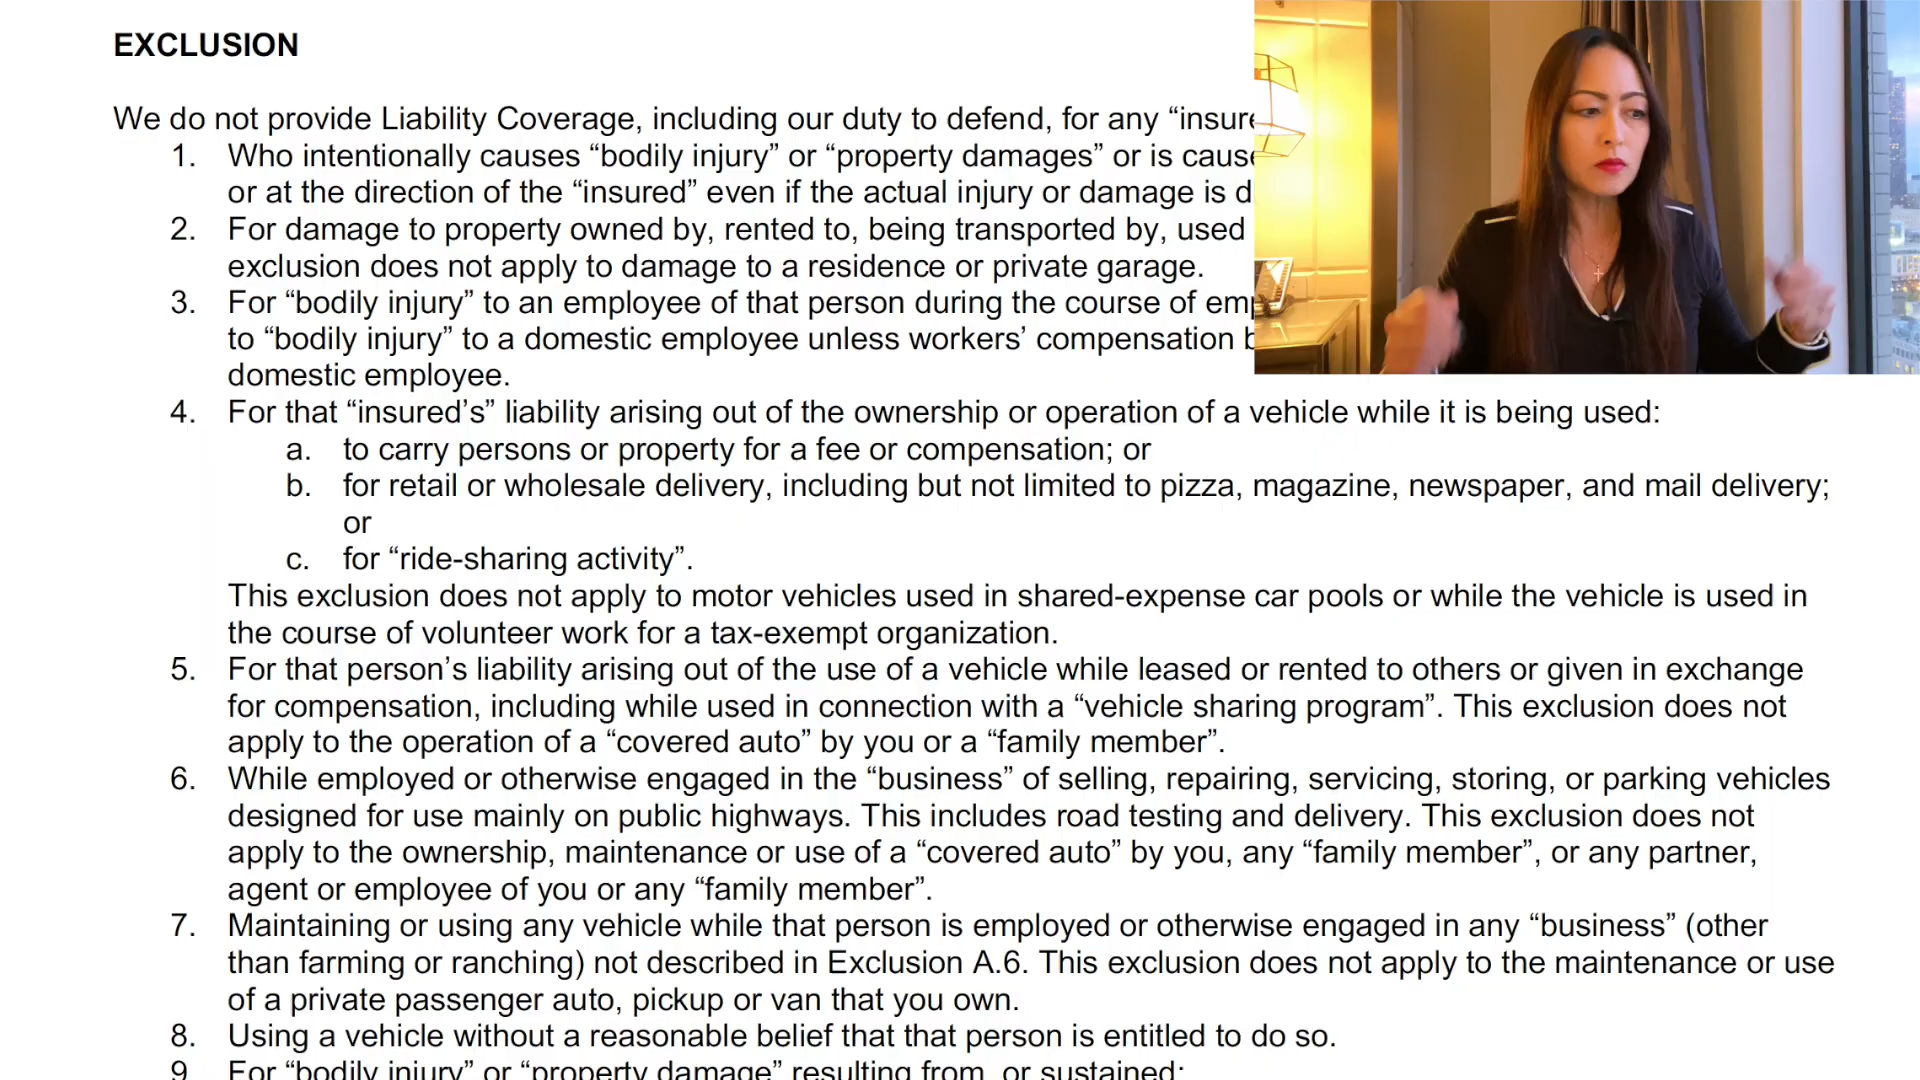 EXCLUSION
We do not provide Liability Coverage, including our duty to defend, for any “insure
1. Who intentionally causes “bodily injury” or “property damages” or is cause
or at the direction of the “insured” even if the actual injury or damage is d
2. For damage to property owned by, rented to, being transported by, used
exclusion does not apply to damage to a residence or private garage.
3. For “bodily injury” to an employee of that person during the course of emp
to “bodily injury” to a domestic employee unless workers’ compensation b
domestic employee.
4. For that “insured’s” liability arising out of the ownership or operation of a vehicle while it is being used:
a. to carry persons or property for a fee or compensation; or
b. for retail or wholesale delivery, including but not limited to pizza, magazine, newspaper, and mail delivery;
or
c. for “ride-sharing activity”.
This exclusion does not apply to motor vehicles used in shared-expense car pools or while the vehicle is used in
the course of volunteer work for a tax-exempt organization.
5. For that person’s liability arising out of the use of a vehicle while leased or rented to others or given in exchange
for compensation, including while used in connection with a “vehicle sharing program”. This exclusion does not
apply to the operation of a “covered auto” by you or a “family member”.
6. While employed or otherwise engaged in the “business” of selling, repairing, servicing, storing, or parking vehicles
designed for use mainly on public highways. This includes road testing and delivery. This exclusion does not
apply to the ownership, maintenance or use of a “covered auto” by you, any “family member”, or any partner,
agent or employee of you or any “family member”.
7. Maintaining or using any vehicle while that person is employed or otherwise engaged in any “business” (other
than farming or ranching) not described in Exclusion A.6. This exclusion does not apply to the maintenance or use
of a private passenger auto, pickup or van that you own.
8. Using a vehicle without a reasonable belief that that person is entitled to do so.
9. For “bodily injury” or “property damage” resulting from, or sustained: